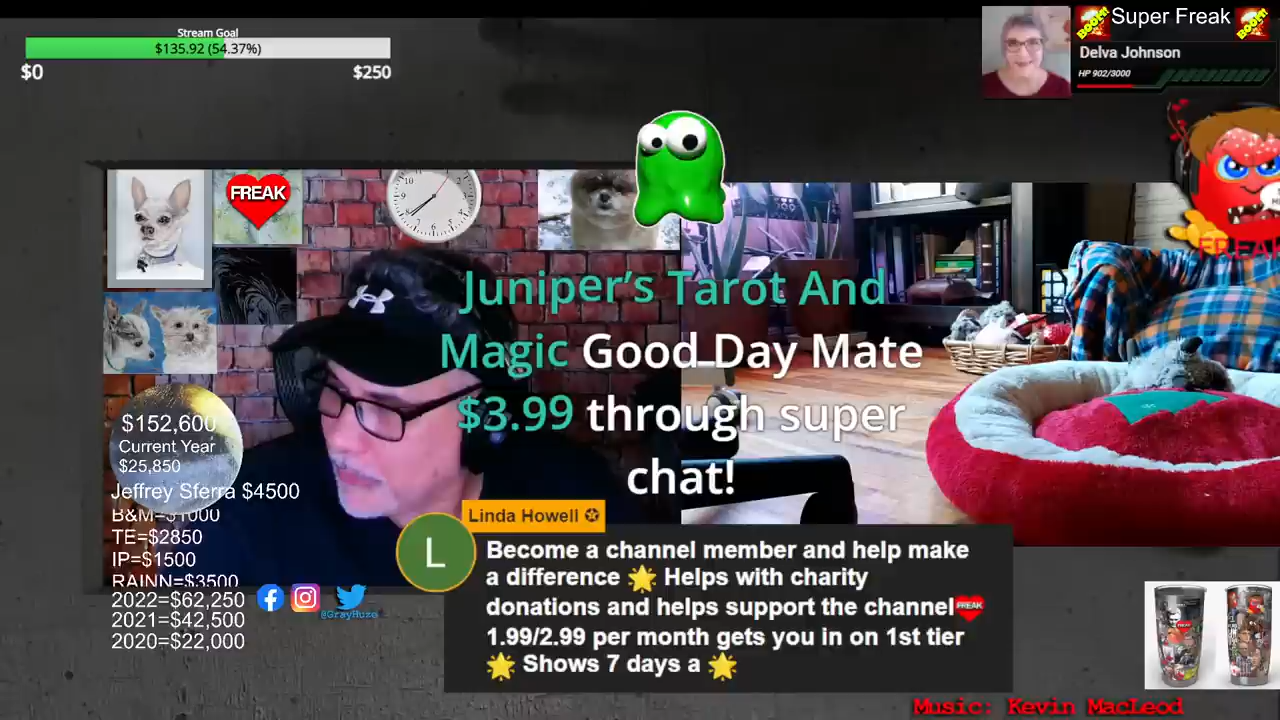 Stream Goal
$135.92 (54.37%)
$0
$250
BOOM!
Super Freak
BOOM!
Delva Johnson
HP 902/3000
FREAK
Juniper's Tarot And
Magic Good Day Mate
$3.99 through super
chat!
$152,600
Current Year
$25,850
Jeffrey Sferra $4500
B&M=$1000
TE=$2850
IP=$1500
RAINN=$3500
2022=$62,250
2021=$42,500
2020=$22,000
@GrayHuze
Linda Howell
L
Become a channel member and help make
a difference 🌟 Helps with charity
donations and helps support the channel FREAK
1.99/2.99 per month gets you in on 1st tier
🌟 Shows 7 days a 🌟
Music: Kevin MacLeod